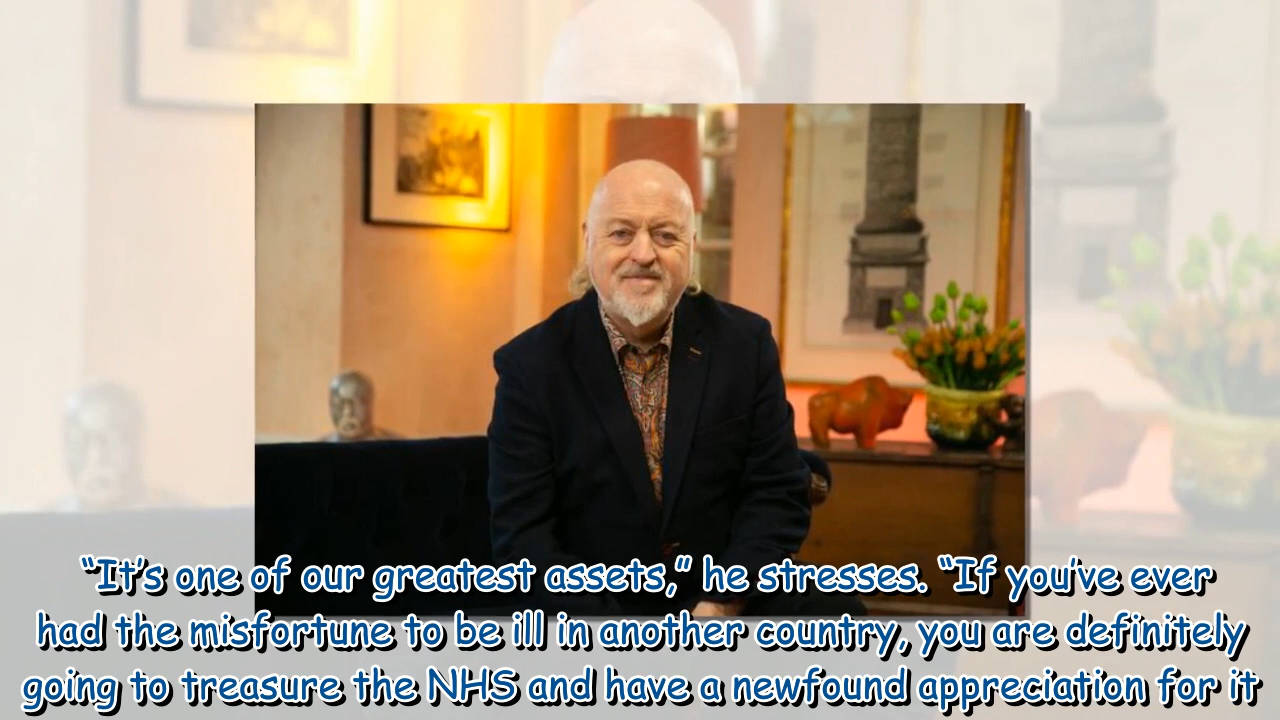 “It’s one of our greatest assets,” he stresses. “If you’ve ever
had the misfortune to be ill in another country, you are definitely
going to treasure the NHS and have a newfound appreciation for it